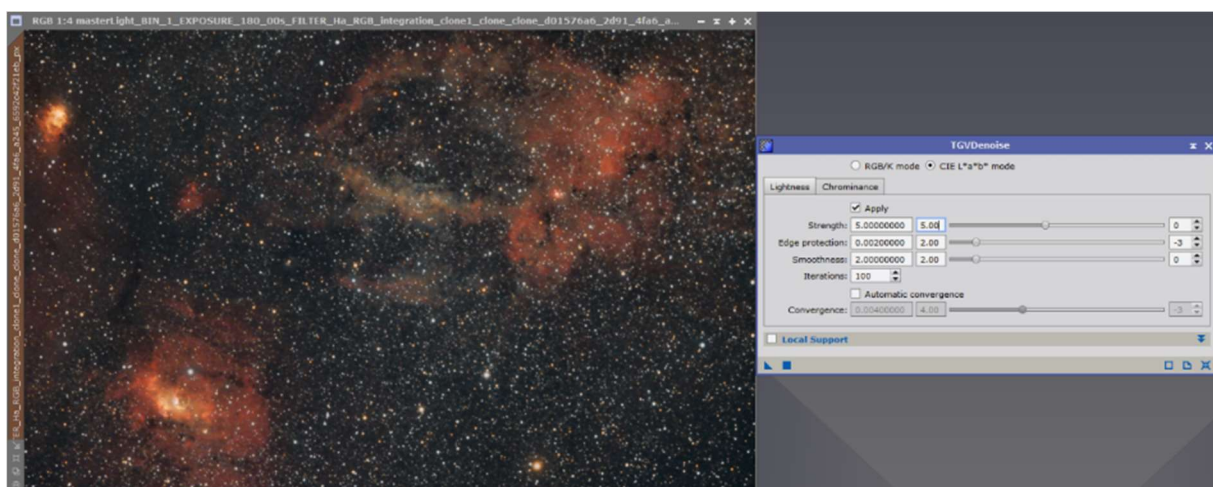 RGB 1:4 masterLight_BIN_1_EXPOSURE_180_00s_FILTER_Ha_RGB_integration_clone1_clone_clone_d01576a6_2d91_4fa6_a...
TGVDenoise
RGB/K mode CIE L*a*b* mode
Lightness Chrominance
Apply
Strength: 5.00000000 5.00 0
Edge protection: 0.00200000 2.00 -3
Smoothness: 2.00000000 2.00 0
Iterations: 100
Automatic convergence
Convergence: 0.00400000 4.00 -3
Local Support